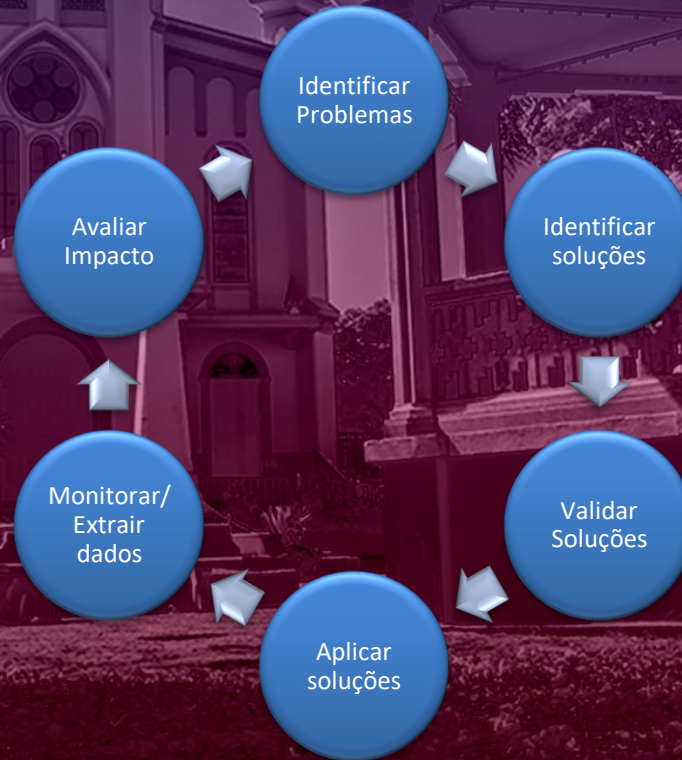 Identificar
Problemas
Identificar
soluções
Validar
Soluções
Aplicar
soluções
Monitorar/
Extrair
dados
Avaliar
Impacto